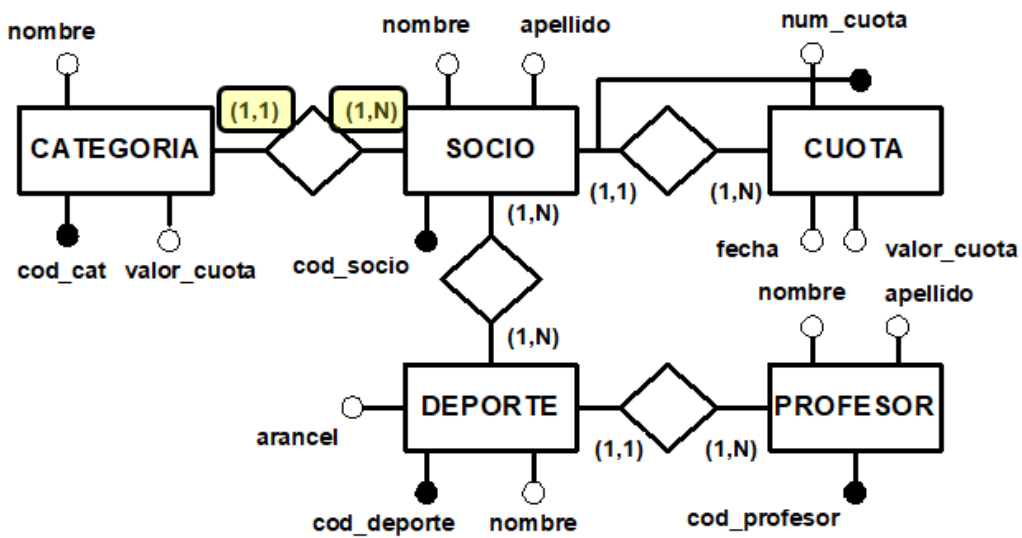 nombre
nombre
apellido
num_cuota
(1,1)
(1,N)
CATEGORIA
SOCIO
CUOTA
(1,1)
(1,N)
(1,N)
cod_cat
valor_cuota
cod_socio
fecha
valor_cuota
nombre
apellido
(1,N)
DEPORTE
PROFESOR
arancel
(1,1)
(1,N)
cod_deporte
nombre
cod_profesor